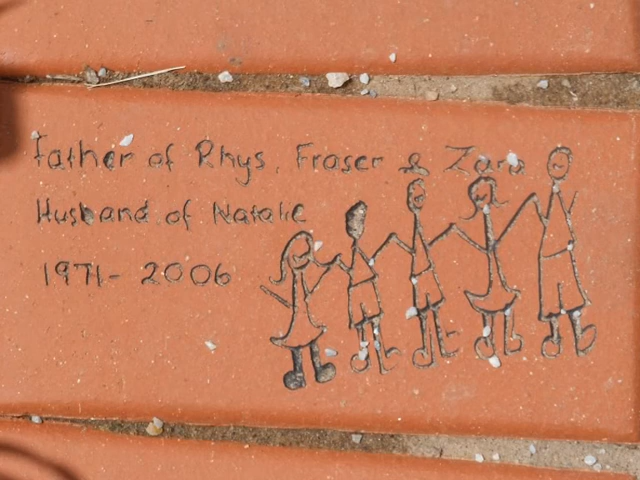 Father of Rhys, Fraser & Zara
Husband of Natalie
1971- 2006